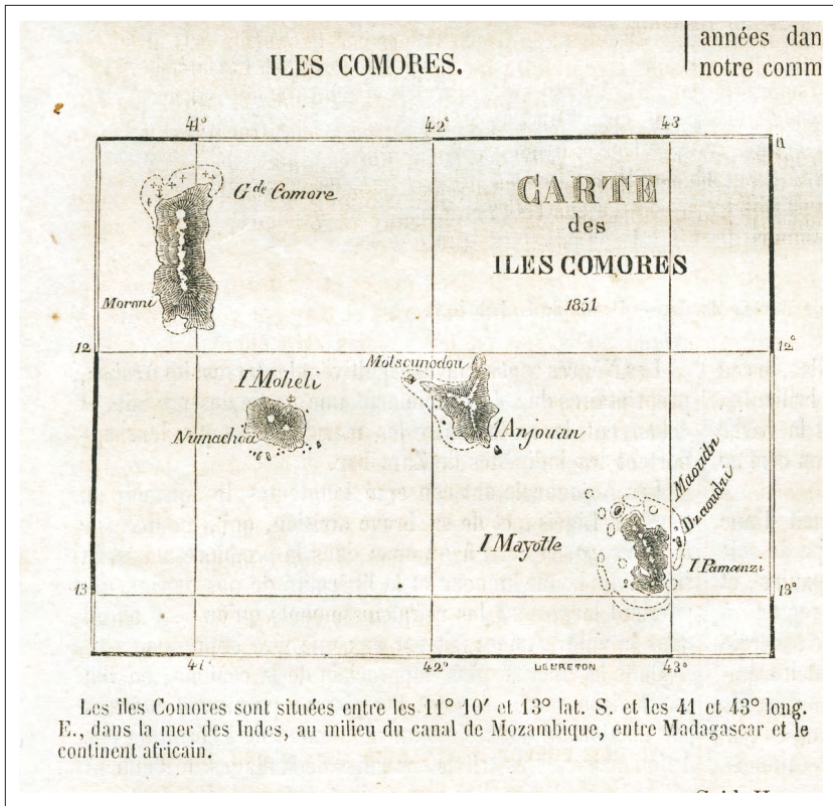 années dan
notre comm
ILES COMORES.
41° 42° 43
11
Gde Comore
CARTE
des
ILES COMORES
1851
Moroni
12 12°
Motscumodou
I Moheli
Numachoa
I Anjouan
Maoudu
Dzaoudzi
I Mayotte
I Pamanzi
13 13°
41° 42° 43°
Les îles Comores sont situées entre les 11° 10′ et 13° lat. S. et les 41 et 43° long.
E., dans la mer des Indes, au milieu du canal de Mozambique, entre Madagascar et le
continent africain.